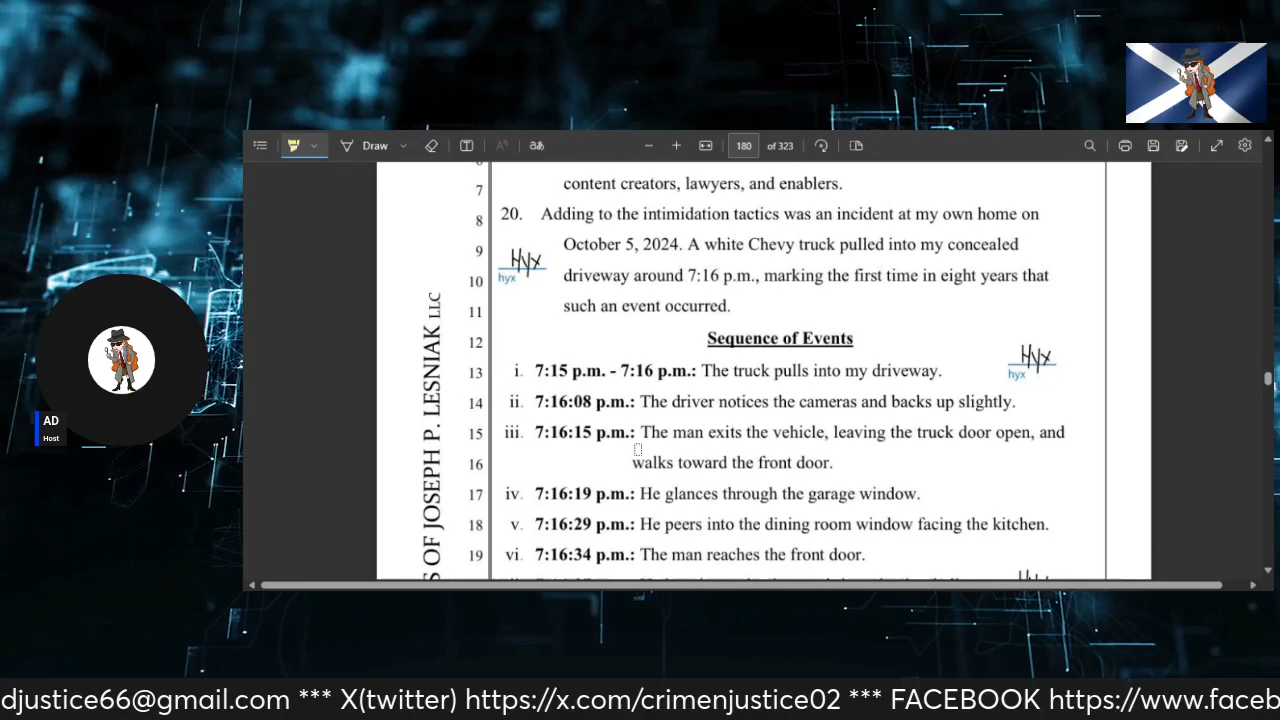 Draw
180 of 323
7 content creators, lawyers, and enablers.
8 20. Adding to the intimidation tactics was an incident at my own home on
9 October 5, 2024. A white Chevy truck pulled into my concealed
Hyx
hyx
10 driveway around 7:16 p.m., marking the first time in eight years that
11 such an event occurred.
12 Sequence of Events
13 i. 7:15 p.m. - 7:16 p.m.: The truck pulls into my driveway.
Hyx
hyx
14 ii. 7:16:08 p.m.: The driver notices the cameras and backs up slightly.
15 iii. 7:16:15 p.m.: The man exits the vehicle, leaving the truck door open, and
16 walks toward the front door.
17 iv. 7:16:19 p.m.: He glances through the garage window.
18 v. 7:16:29 p.m.: He peers into the dining room window facing the kitchen.
19 vi. 7:16:34 p.m.: The man reaches the front door.
S OF JOSEPH P. LESNIAK LLC
AD
Host
djustice66@gmail.com *** X(twitter) https://x.com/crimenjustice02 *** FACEBOOK https://www.faceb